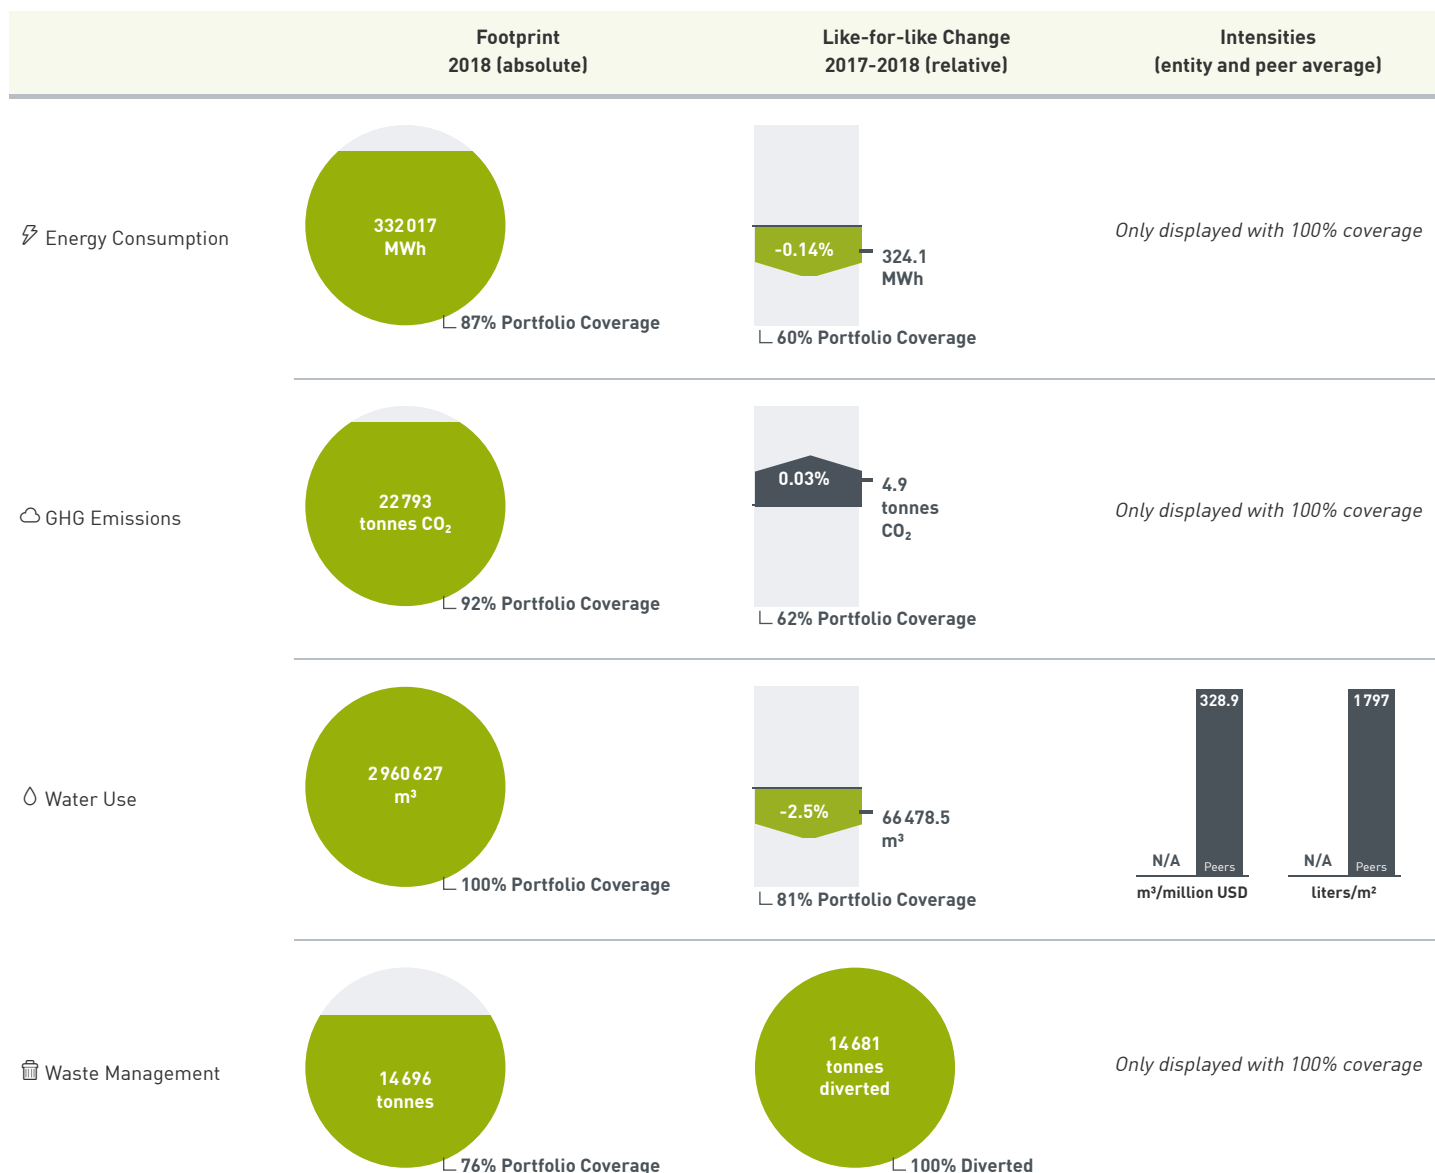 Footprint
2018 (absolute)
Like-for-like Change
2017-2018 (relative)
Intensities
(entity and peer average)
Energy Consumption
332 017
MWh
87% Portfolio Coverage
-0.14%
324.1
MWh
60% Portfolio Coverage
Only displayed with 100% coverage
GHG Emissions
22 793
tonnes CO₂
92% Portfolio Coverage
0.03%
4.9
tonnes
CO₂
62% Portfolio Coverage
Only displayed with 100% coverage
Water Use
2 960 627
m³
100% Portfolio Coverage
-2.5%
66 478.5
m³
81% Portfolio Coverage
N/A
328.9
Peers
m³/million USD
N/A
1 797
Peers
liters/m²
Waste Management
14 696
tonnes
76% Portfolio Coverage
14 681
tonnes
diverted
100% Diverted
Only displayed with 100% coverage